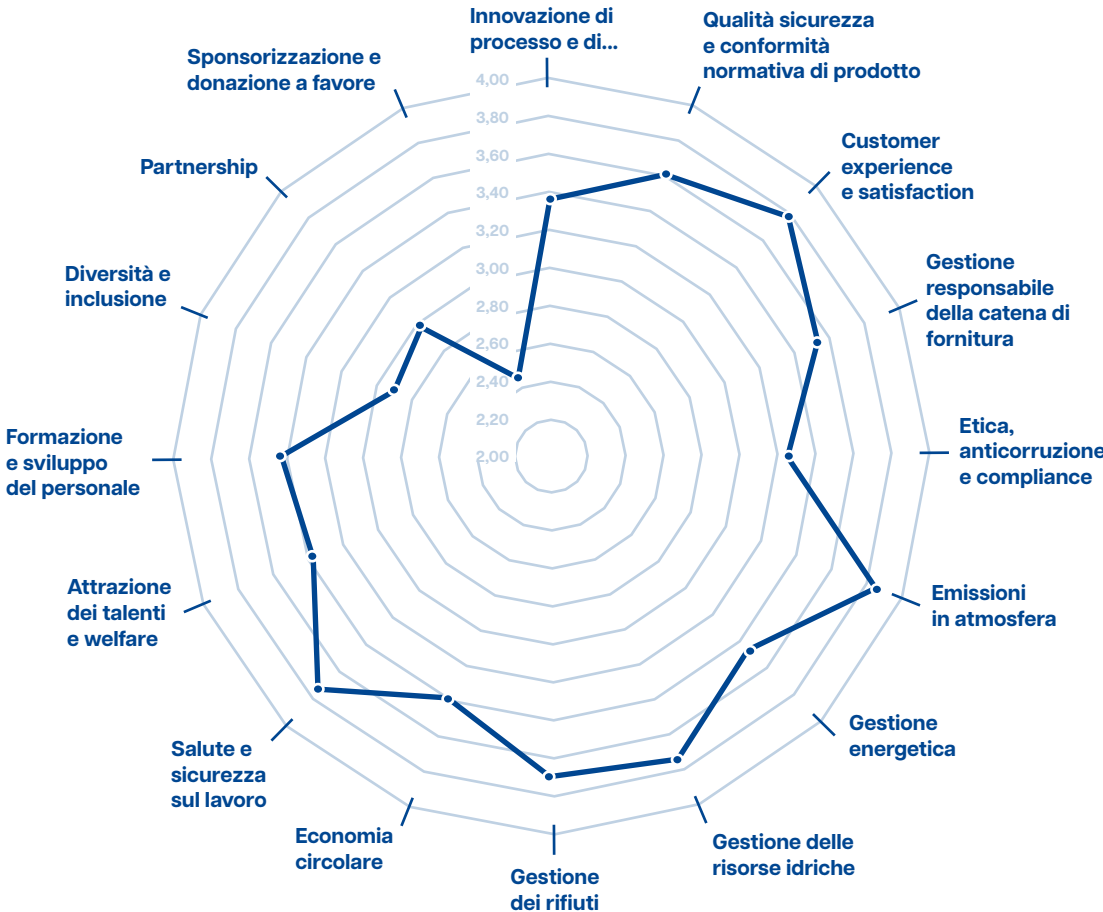 Innovazione di
processo e di...
Qualità sicurezza
e conformità
normativa di prodotto
Customer
experience
e satisfaction
Gestione
responsabile
della catena di
fornitura
Etica,
anticorruzione
e compliance
Emissioni
in atmosfera
Gestione
energetica
Gestione delle
risorse idriche
Gestione
dei rifiuti
Economia
circolare
Salute e
sicurezza
sul lavoro
Attrazione
dei talenti
e welfare
Formazione
e sviluppo
del personale
Diversità e
inclusione
Partnership
Sponsorizzazione e
donazione a favore
4,00
3,80
3,60
3,40
3,20
3,00
2,80
2,60
2,40
2,20
2,00